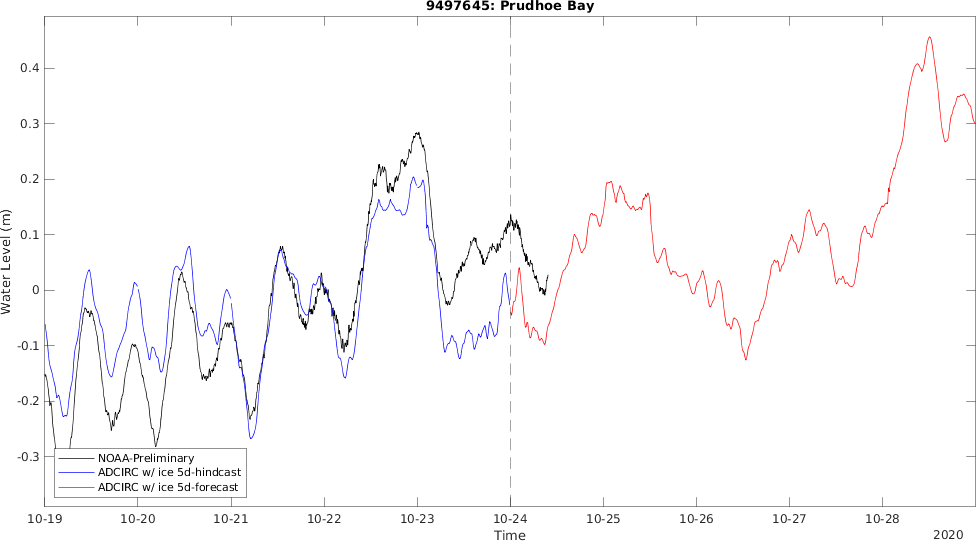 9497645: Prudhoe Bay
Water Level (m)
0.4
0.3
0.2
0.1
0
-0.1
-0.2
-0.3
NOAA-Preliminary
ADCIRC w/ ice 5d-hindcast
ADCIRC w/ ice 5d-forecast
10-19 10-20 10-21 10-22 10-23 10-24 10-25 10-26 10-27 10-28
Time
2020